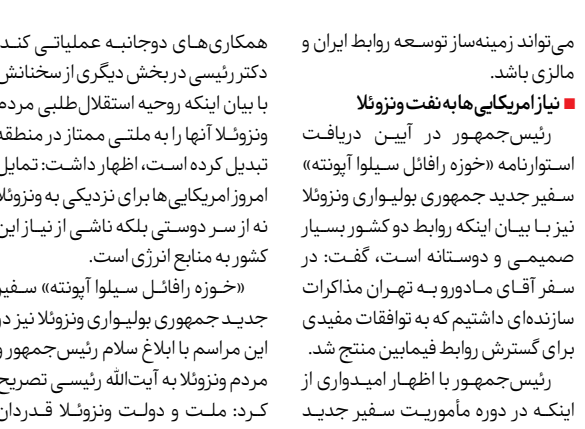 می‌تواند زمینه‌ساز توسعه روابط ایران و
مالزی باشد.
■ نیاز امریکایی‌ها به نفت ونزوئلا
رئیس‌جمهور در آیین دریافت
استوارنامه «خوزه رافائل سیلوا آپونته»
سفیر جدید جمهوری بولیواری ونزوئلا
نیز با بیان اینکه روابط دو کشور بسیار
صمیمی و دوستانه است، گفت: در
سفر آقای مادورو به تهران مذاکرات
سازنده‌ای داشتیم که به توافقات مفیدی
برای گسترش روابط فیمابین منتج شد.
رئیس‌جمهور با اظهار امیدواری از
اینکه در دوره مأموریت سفیر جدید
همکاری‌های دوجانبه عملیاتی کند.
دکتر رئیسی در بخش دیگری از سخنانش
با بیان اینکه روحیه استقلال‌طلبی مردم
ونزوئلا آنها را به ملتی ممتاز در منطقه
تبدیل کرده است، اظهار داشت: تمایل
امروز امریکایی‌ها برای نزدیکی به ونزوئلا
نه از سر دوستی بلکه ناشی از نیاز این
کشور به منابع انرژی است.
«خوزه رافائل سیلوا آپونته» سفیر
جدید جمهوری بولیواری ونزوئلا نیز در
این مراسم با ابلاغ سلام رئیس‌جمهور و
مردم ونزوئلا به آیت‌الله رئیسی تصریح
کرد: ملت و دولت ونزوئلا قدردان